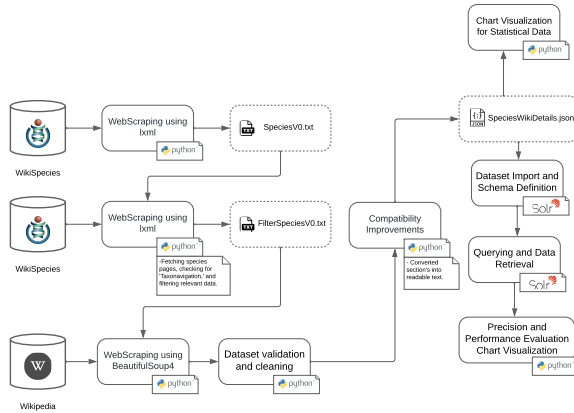 Chart Visualization
for Statistical Data
python
WebScraping using
lxml
python
TXT
SpeciesV0.txt
{;}
JSON
SpeciesWikiDetails.json
WikiSpecies
Dataset Import and
Schema Definition
Solr
WebScraping using
lxml
python
-Fetching species
pages, checking for
'Taxonavigation,' and
filtering relevant data.
TXT
FilterSpeciesV0.txt
Compatibility
Improvements
python
- Converted
section's into
readable text.
WikiSpecies
Querying and Data
Retrieval
Solr
W
WebScraping using
BeautifulSoup4
python
Dataset validation
and cleaning
python
Precision and
Performance Evaluation
Chart Visualization
python
Wikipedia